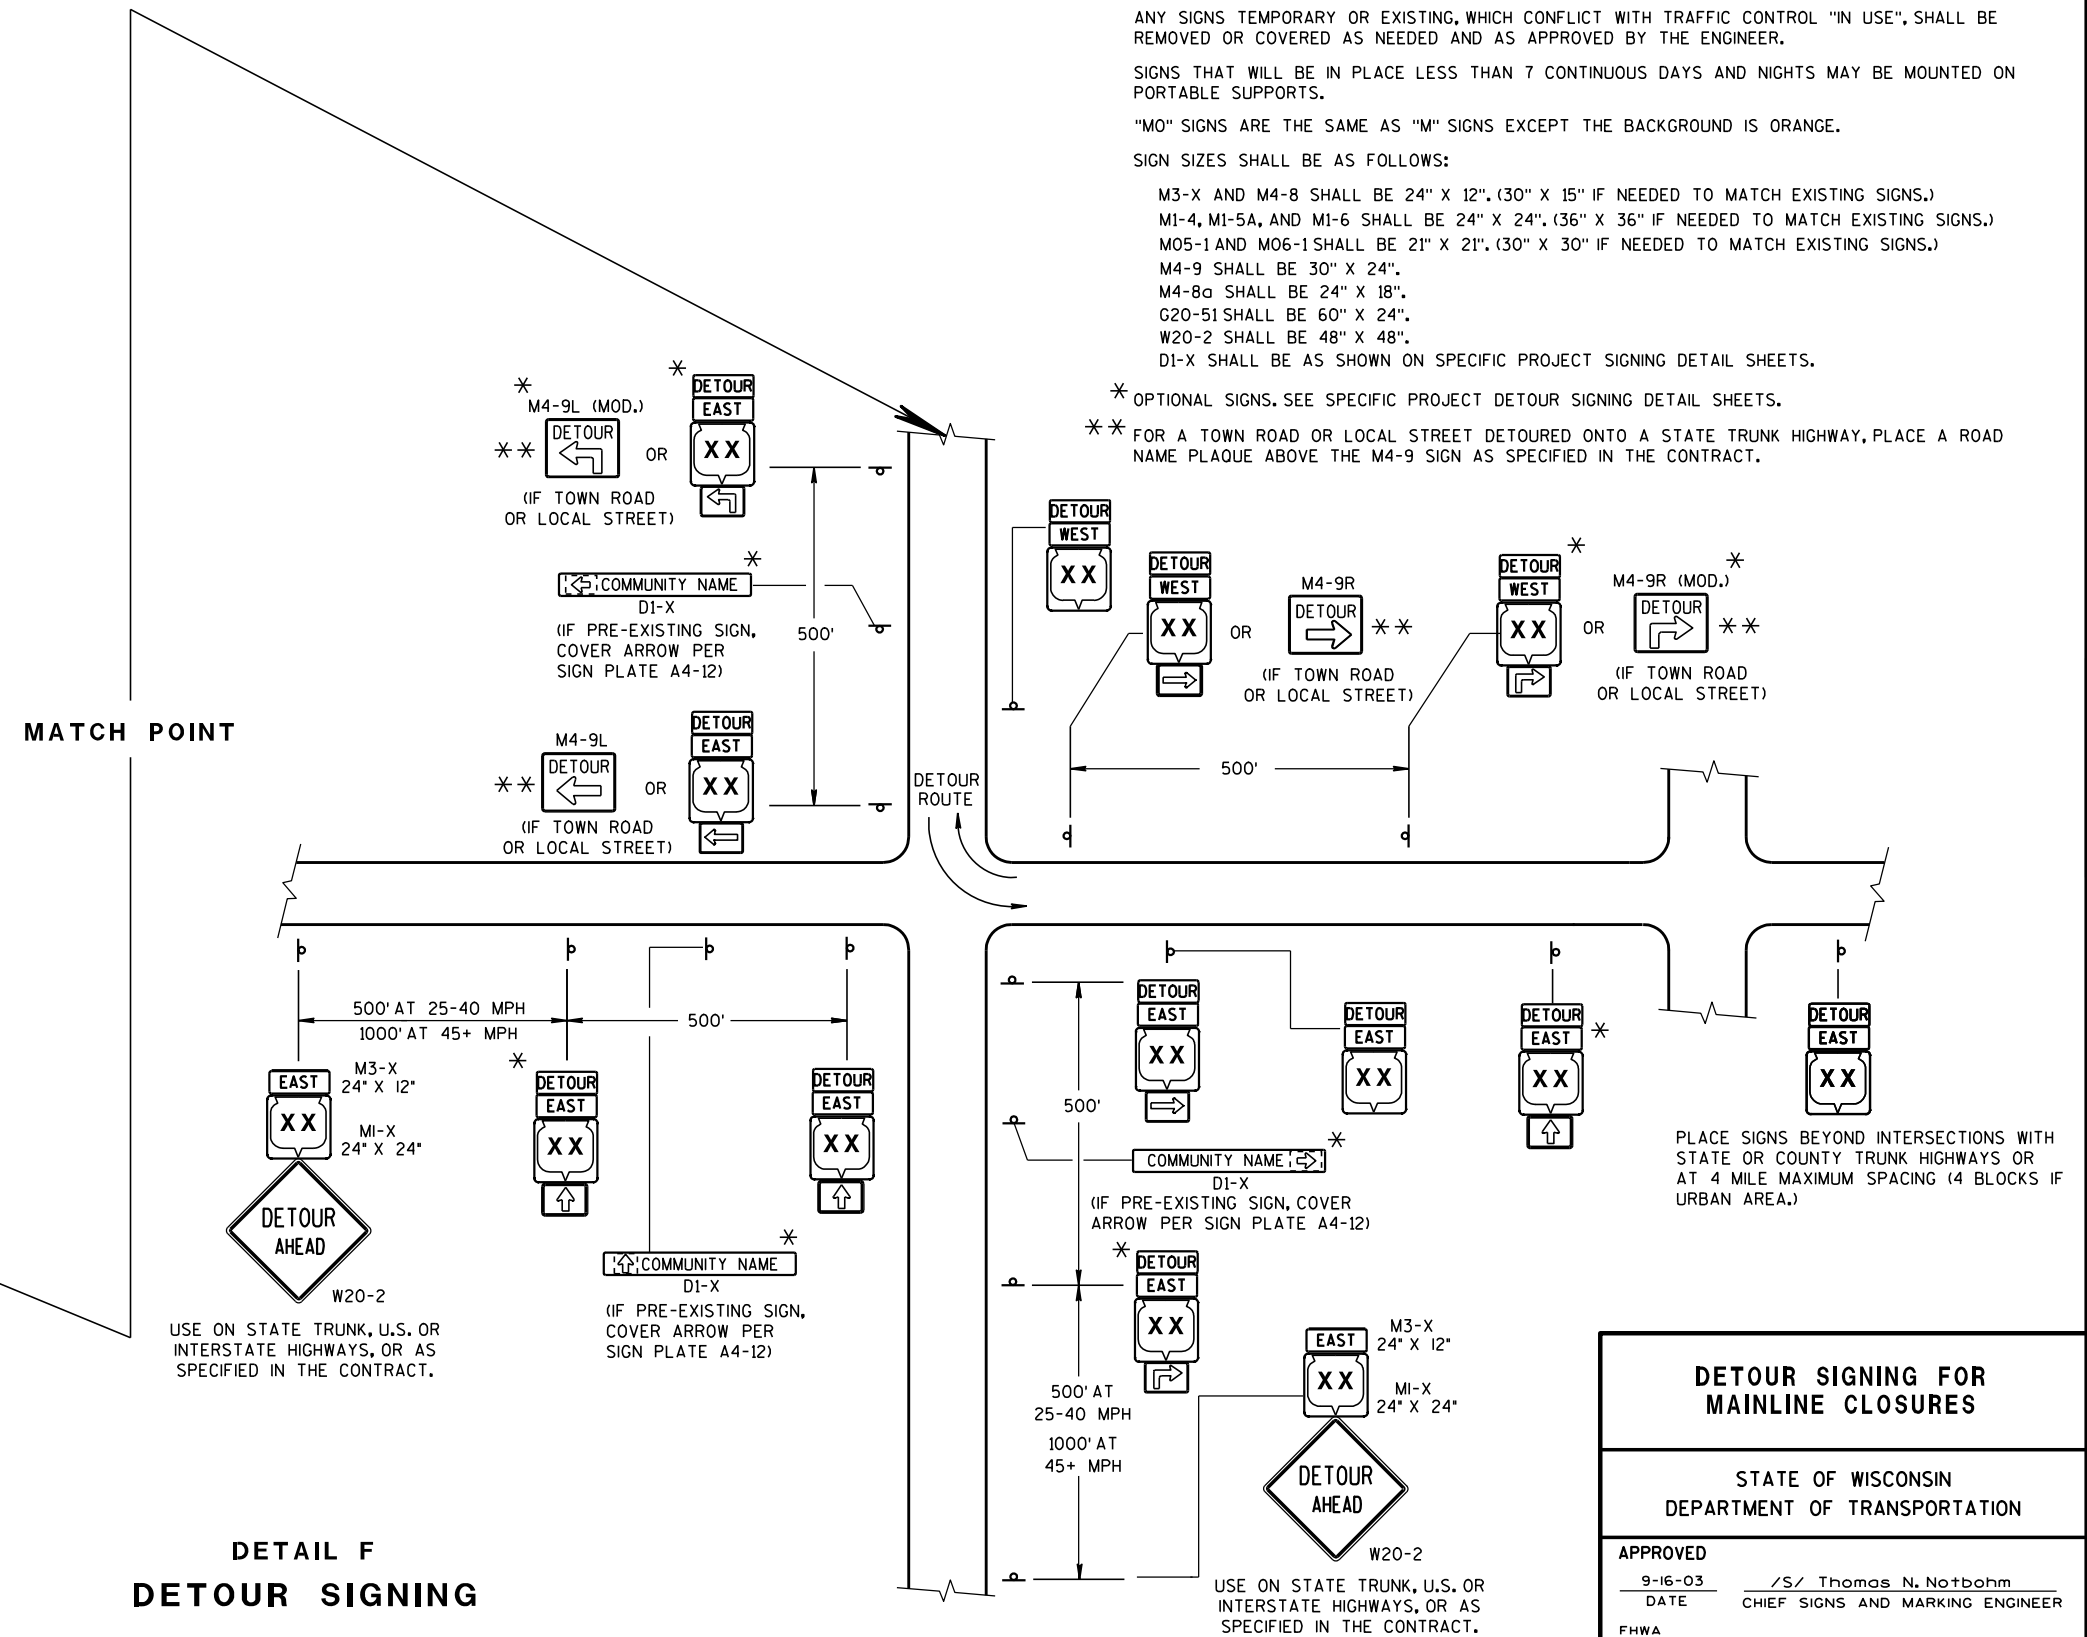 ANY SIGNS TEMPORARY OR EXISTING, WHICH CONFLICT WITH TRAFFIC CONTROL "IN USE", SHALL BE
REMOVED OR COVERED AS NEEDED AND AS APPROVED BY THE ENGINEER.
SIGNS THAT WILL BE IN PLACE LESS THAN 7 CONTINUOUS DAYS AND NIGHTS MAY BE MOUNTED ON
PORTABLE SUPPORTS.
"MO" SIGNS ARE THE SAME AS "M" SIGNS EXCEPT THE BACKGROUND IS ORANGE.
SIGN SIZES SHALL BE AS FOLLOWS:
M3-X AND M4-8 SHALL BE 24" X 12". (30" X 15" IF NEEDED TO MATCH EXISTING SIGNS.)
M1-4, M1-5A, AND M1-6 SHALL BE 24" X 24". (36" X 36" IF NEEDED TO MATCH EXISTING SIGNS.)
MO5-1 AND MO6-1 SHALL BE 21" X 21". (30" X 30" IF NEEDED TO MATCH EXISTING SIGNS.)
M4-9 SHALL BE 30" X 24".
M4-8a SHALL BE 24" X 18".
G20-51 SHALL BE 60" X 24".
W20-2 SHALL BE 48" X 48".
D1-X SHALL BE AS SHOWN ON SPECIFIC PROJECT SIGNING DETAIL SHEETS.
* OPTIONAL SIGNS. SEE SPECIFIC PROJECT DETOUR SIGNING DETAIL SHEETS.
** FOR A TOWN ROAD OR LOCAL STREET DETOURED ONTO A STATE TRUNK HIGHWAY, PLACE A ROAD
NAME PLAQUE ABOVE THE M4-9 SIGN AS SPECIFIED IN THE CONTRACT.
*
M4-9L (MOD.)
** DETOUR
OR
(IF TOWN ROAD
OR LOCAL STREET)
*
DETOUR
EAST
XX
*
COMMUNITY NAME
D1-X
(IF PRE-EXISTING SIGN,
COVER ARROW PER
SIGN PLATE A4-12)
500'
MATCH POINT
M4-9L
** DETOUR
OR
(IF TOWN ROAD
OR LOCAL STREET)
DETOUR
EAST
XX
DETOUR
ROUTE
DETOUR
WEST
XX
DETOUR
WEST
XX
OR
M4-9R
DETOUR **
(IF TOWN ROAD
OR LOCAL STREET)
*
DETOUR
WEST
XX
OR
*
M4-9R (MOD.)
DETOUR **
(IF TOWN ROAD
OR LOCAL STREET)
500'
500' AT 25-40 MPH
1000' AT 45+ MPH
500'
EAST
XX
M3-X
24" X 12"
M1-X
24" X 24"
DETOUR
AHEAD
W20-2
USE ON STATE TRUNK, U.S. OR
INTERSTATE HIGHWAYS, OR AS
SPECIFIED IN THE CONTRACT.
*
DETOUR
EAST
XX
DETOUR
EAST
XX
*
COMMUNITY NAME
D1-X
(IF PRE-EXISTING SIGN,
COVER ARROW PER
SIGN PLATE A4-12)
DETOUR
EAST
XX
500'
DETOUR
EAST
XX
DETOUR
EAST *
XX
DETOUR
EAST
XX
PLACE SIGNS BEYOND INTERSECTIONS WITH
STATE OR COUNTY TRUNK HIGHWAYS OR
AT 4 MILE MAXIMUM SPACING (4 BLOCKS IF
URBAN AREA.)
*
COMMUNITY NAME
D1-X
(IF PRE-EXISTING SIGN, COVER
ARROW PER SIGN PLATE A4-12)
*
DETOUR
EAST
XX
500' AT
25-40 MPH
1000' AT
45+ MPH
EAST
XX
M3-X
24" X 12"
M1-X
24" X 24"
DETOUR
AHEAD
W20-2
USE ON STATE TRUNK, U.S. OR
INTERSTATE HIGHWAYS, OR AS
SPECIFIED IN THE CONTRACT.
DETAIL F
DETOUR SIGNING
DETOUR SIGNING FOR
MAINLINE CLOSURES
STATE OF WISCONSIN
DEPARTMENT OF TRANSPORTATION
APPROVED
9-16-03 /S/ Thomas N. Notbohm
DATE CHIEF SIGNS AND MARKING ENGINEER
FHWA